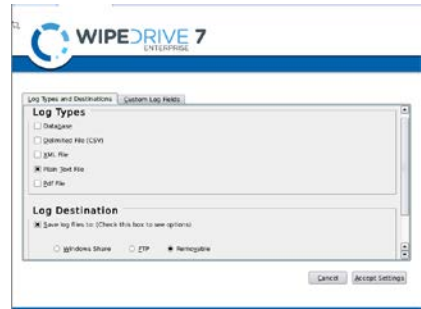 WIPEDRIVE 7
ENTERPRISE
Log Types and Destinations
Custom Log Fields
Log Types
Database
Delimited File (CSV)
XML File
Plain Text File
Pdf File
Log Destination
Save log files to: (Check this box to see options)
Windows Share
FTP
Removable
Cancel
Accept Settings